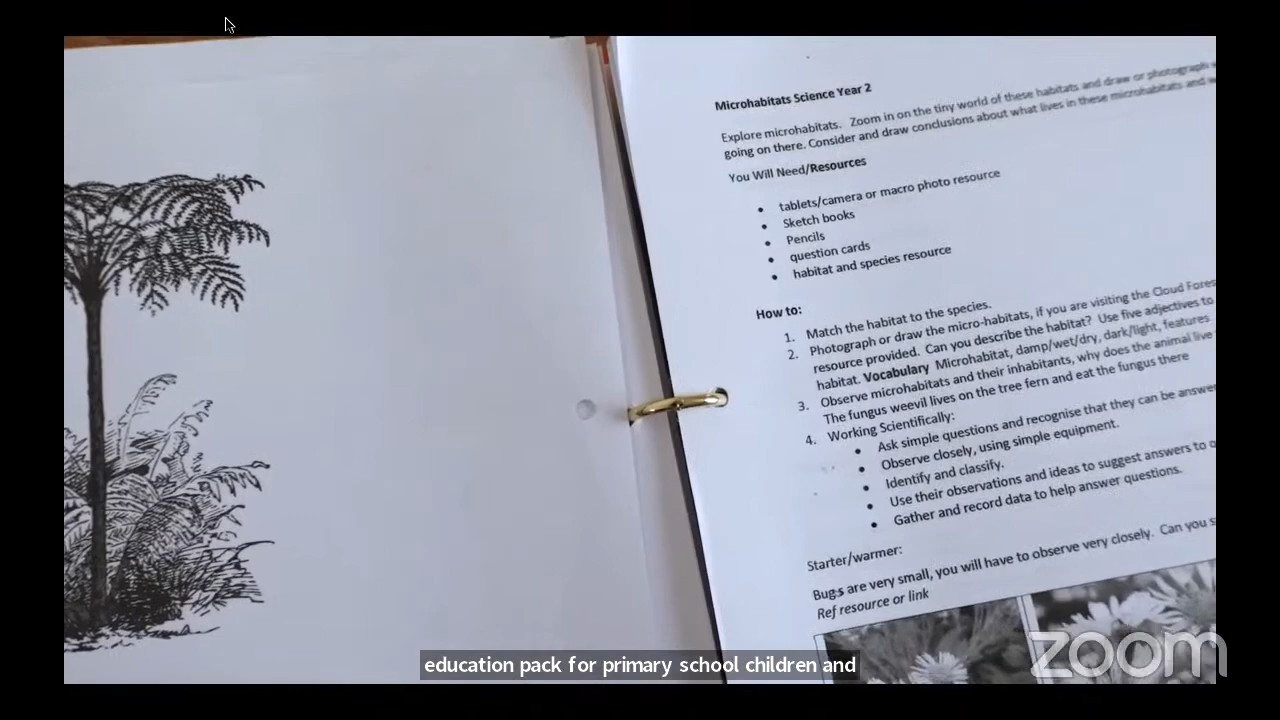 Microhabitats Science Year 2
Explore microhabitats. Zoom in on the tiny world of these habitats and draw or photograph
going on there. Consider and draw conclusions about what lives in these microhabitats and
You Will Need/Resources
• tablets/camera or macro photo resource
• Sketch books
• Pencils
• question cards
• habitat and species resource
How to:
1. Match the habitat to the species.
2. Photograph or draw the micro-habitats, if you are visiting the Cloud Fores
resource provided. Can you describe the habitat? Use five adjectives to
habitat. Vocabulary Microhabitat, damp/wet/dry, dark/light, features
3. Observe microhabitats and their inhabitants, why does the animal live
The fungus weevil lives on the tree fern and eat the fungus there
4. Working Scientifically:
• Ask simple questions and recognise that they can be answer
• Observe closely, using simple equipment.
• Identify and classify.
• Use their observations and ideas to suggest answers to
• Gather and record data to help answer questions.
Starter/warmer:
Bugs are very small, you will have to observe very closely. Can you
Ref resource or link
zoom
education pack for primary school children and